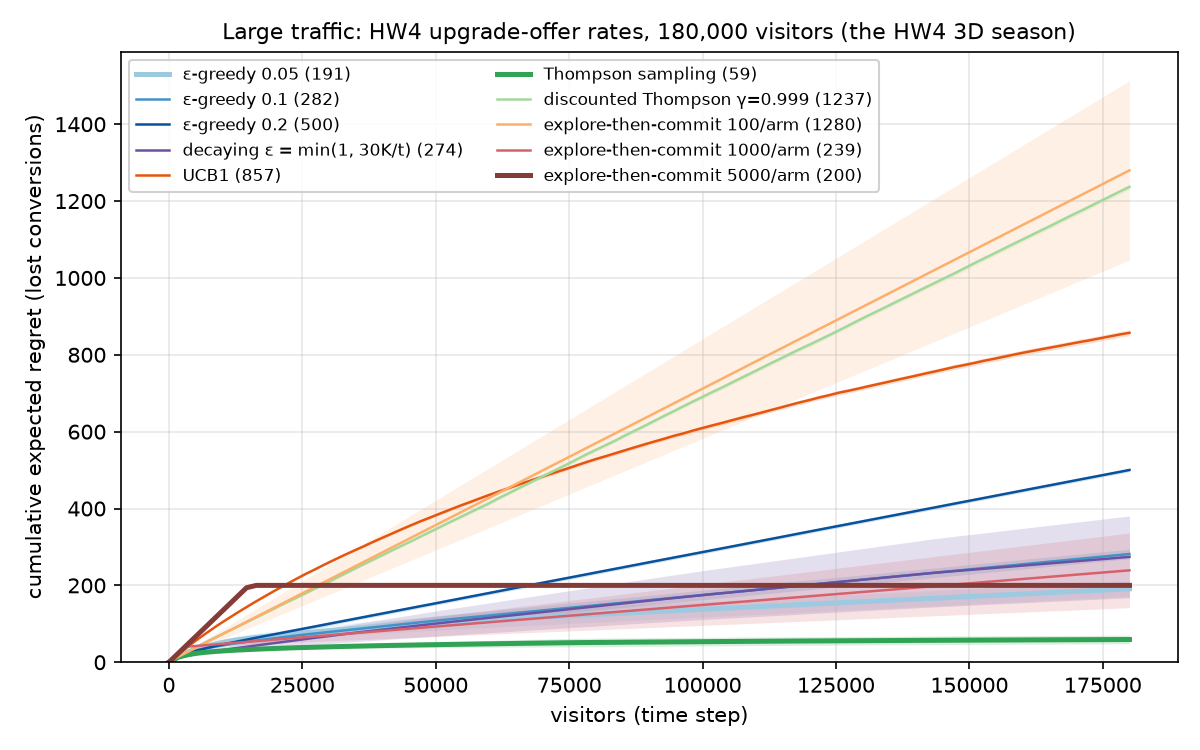 Large traffic: HW4 upgrade-offer rates, 180,000 visitors (the HW4 3D season)
ε-greedy 0.05 (191)
ε-greedy 0.1 (282)
ε-greedy 0.2 (500)
decaying ε = min(1, 30K/t) (274)
UCB1 (857)
Thompson sampling (59)
discounted Thompson γ=0.999 (1237)
explore-then-commit 100/arm (1280)
explore-then-commit 1000/arm (239)
explore-then-commit 5000/arm (200)
cumulative expected regret (lost conversions)
1400
1200
1000
800
600
400
200
0
0 25000 50000 75000 100000 125000 150000 175000
visitors (time step)